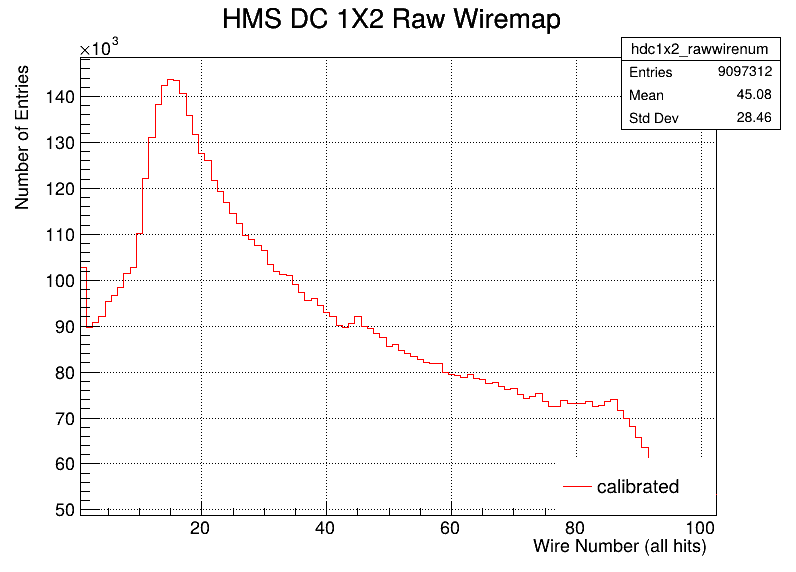 HMS DC 1X2 Raw Wiremap
×10³
hdc1x2_rawwirenum
Entries 9097312
Mean 45.08
Std Dev 28.46
Number of Entries
140
130
120
110
100
90
80
70
60
50
calibrated
20 40 60 80 100
Wire Number (all hits)